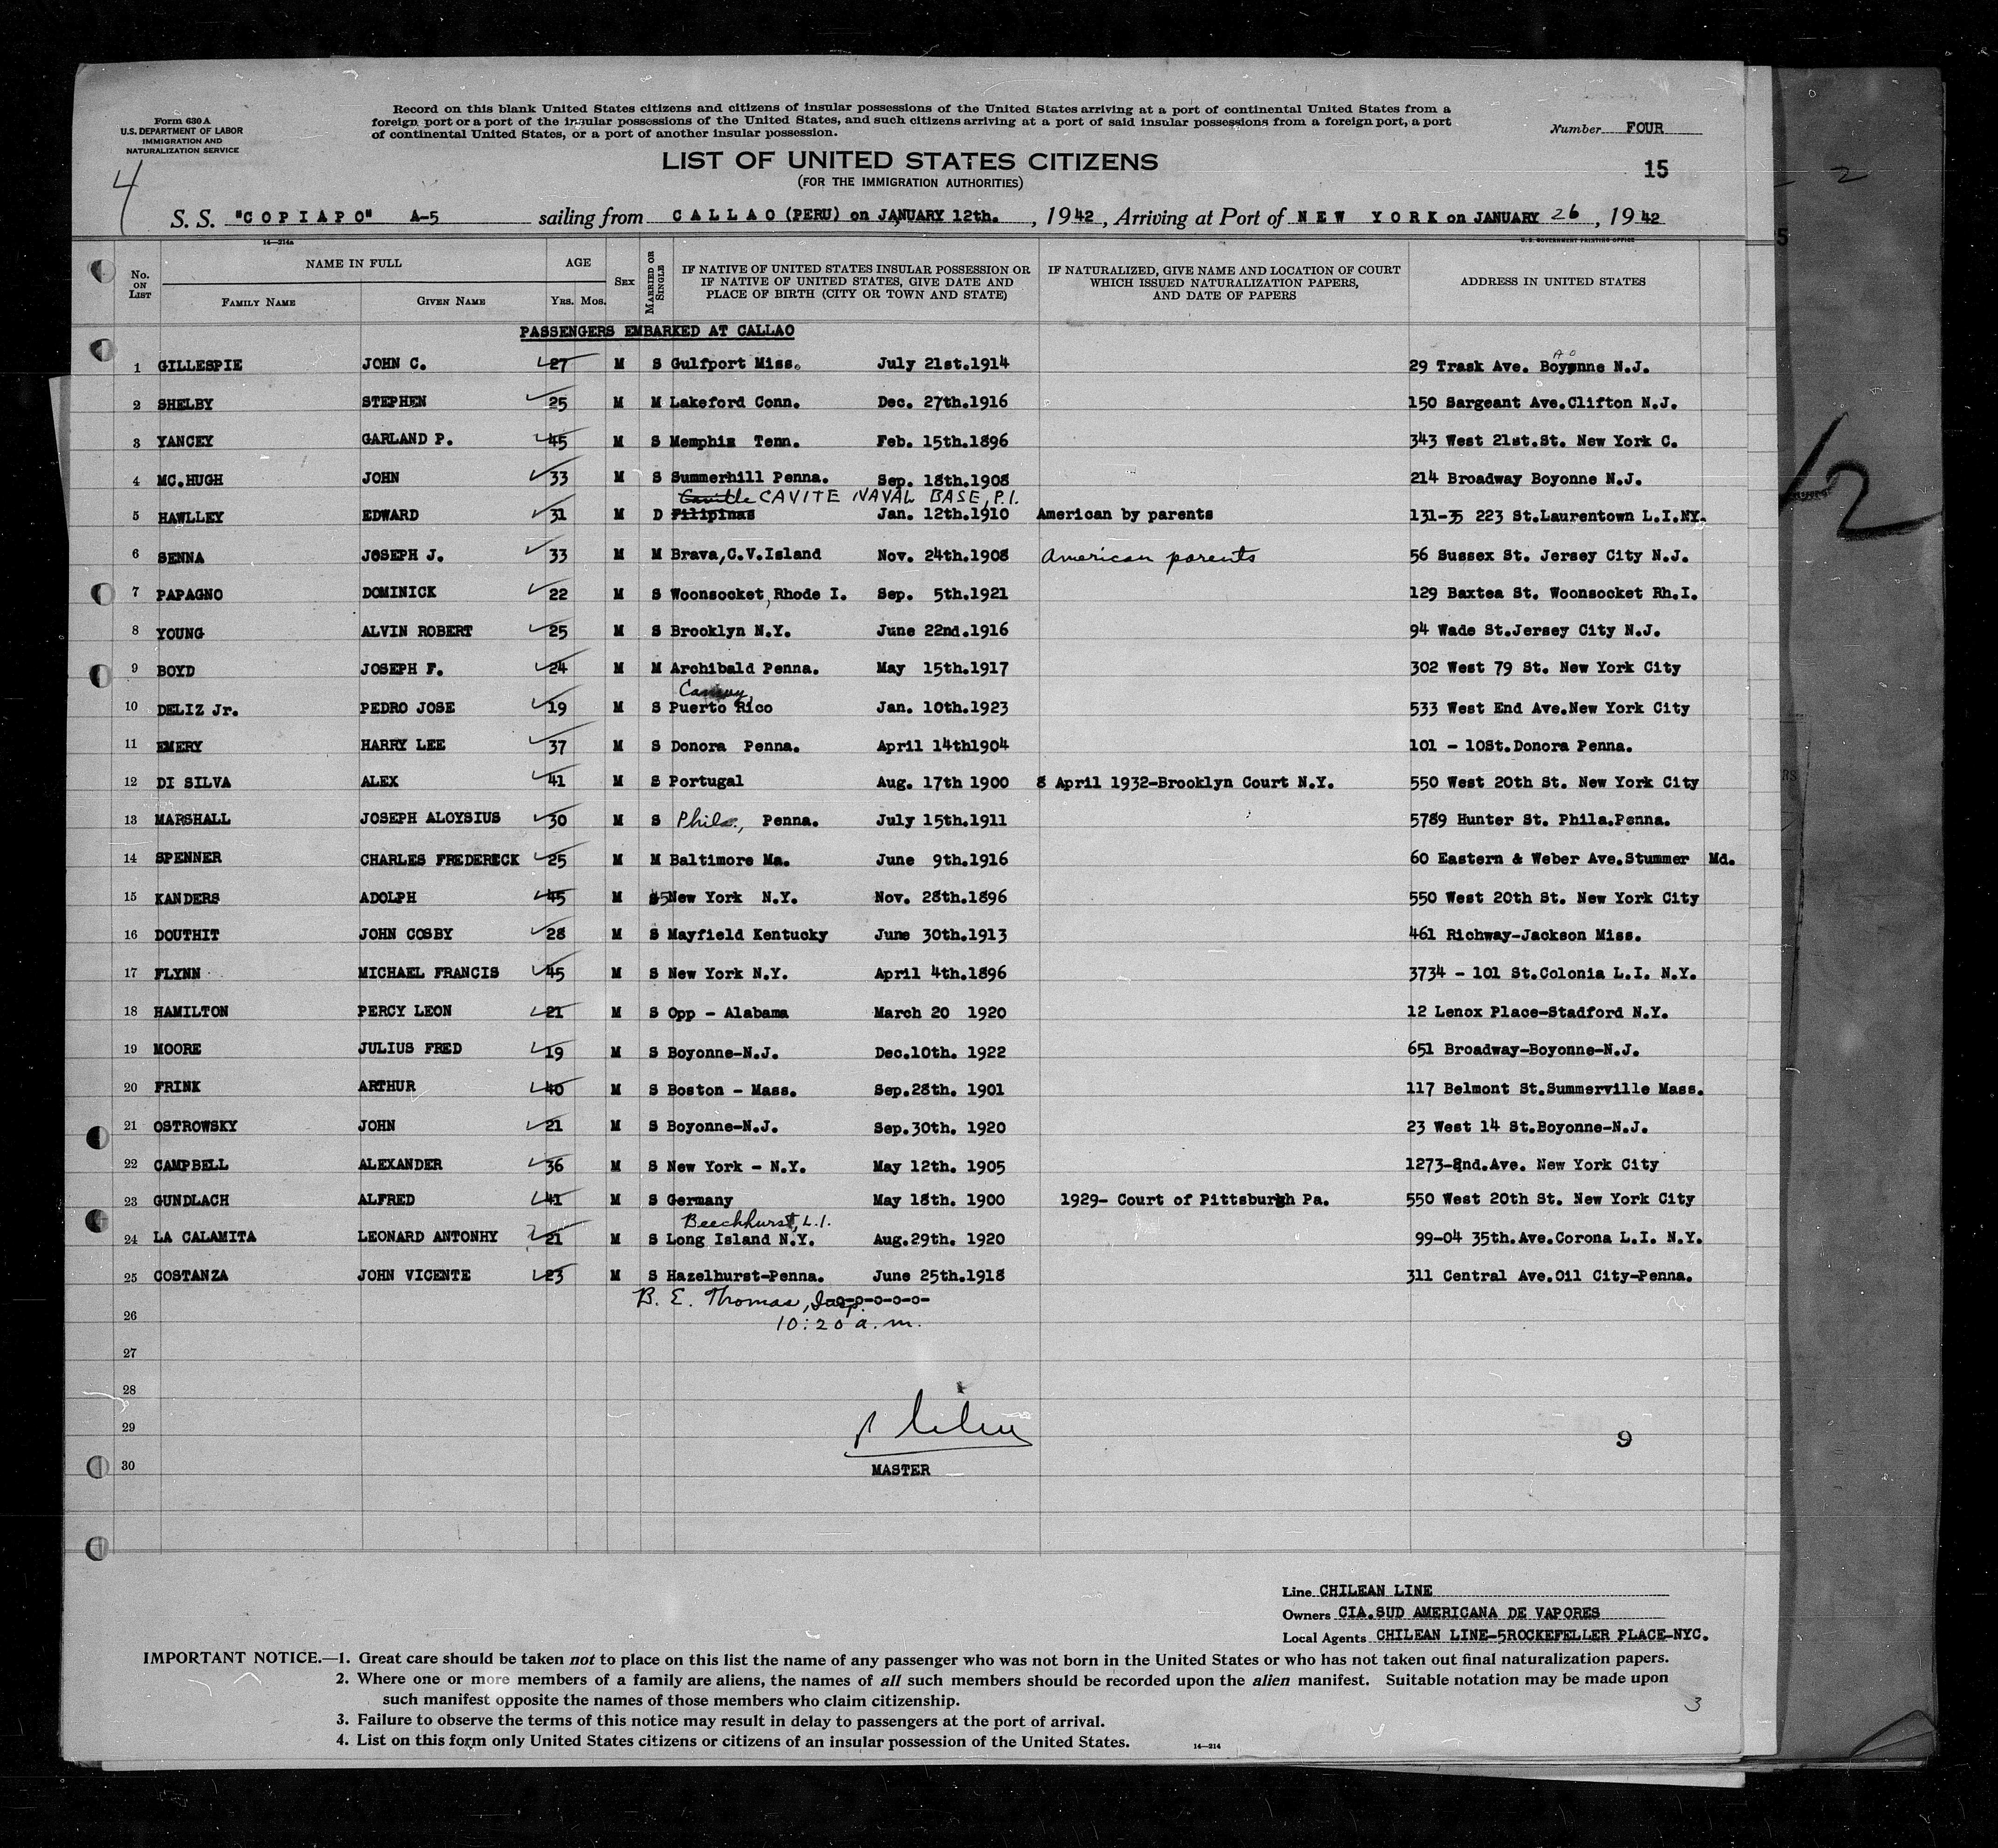 Form 630 A
U.S. DEPARTMENT OF LABOR
IMMIGRATION AND
NATURALIZATION SERVICE
Record on this blank United States citizens and citizens of insular possessions of the United States arriving at a port of continental United States from a
foreign port or a port of the insular possessions of the United States, and such citizens arriving at a port of said insular possessions from a foreign port, a port
of continental United States, or a port of another insular possession.
Number FOUR
LIST OF UNITED STATES CITIZENS
(FOR THE IMMIGRATION AUTHORITIES)
15
4
S. S. "COPIAPO" A-5 sailing from CALLAO (PERU) on JANUARY 12th. , 1942, Arriving at Port of NEW YORK on JANUARY 26, 1942
14—214a
U.S. GOVERNMENT PRINTING OFFICE
No. ON LIST NAME IN FULL AGE SEX MARRIED OR SINGLE IF NATIVE OF UNITED STATES INSULAR POSSESSION OR IF NATIVE OF UNITED STATES, GIVE DATE AND PLACE OF BIRTH (CITY OR TOWN AND STATE) IF NATURALIZED, GIVE NAME AND LOCATION OF COURT WHICH ISSUED NATURALIZATION PAPERS, AND DATE OF PAPERS ADDRESS IN UNITED STATES
FAMILY NAME GIVEN NAME YRS. MOS.
PASSENGERS EMBARKED AT CALLAO
AO
1 GILLESPIE JOHN C. 27 M S Gulfport Miss. July 21st.1914 29 Trask Ave. Boyonne N.J.
2 SHELBY STEPHEN 25 M M Lakeford Conn. Dec. 27th.1916 150 Sargeant Ave.Clifton N.J.
3 YANCEY GARLAND P. 45 M S Memphis Tenn. Feb. 15th.1896 343 West 21st.St. New York C.
4 MC.HUGH JOHN 33 M S Summerhill Penna. Sep. 18th.1908 214 Broadway Boyonne N.J.
CAVITE NAVAL BASE, P.I.
5 HAWLLEY EDWARD 31 M D Filipinas Jan. 12th.1910 American by parents 131-35 223 St.Laurentown L.I.NY.
6 SENNA JOSEPH J. 33 M M Brava,C.V.Island Nov. 24th.1908 American parents 56 Sussex St. Jersey City N.J.
7 PAPAGNO DOMINICK 22 M S Woonsocket, Rhode I. Sep. 5th.1921 129 Baxtea St. Woonsocket Rh.I.
8 YOUNG ALVIN ROBERT 25 M S Brooklyn N.Y. June 22nd.1916 94 Wade St.Jersey City N.J.
9 BOYD JOSEPH F. 24 M M Archibald Penna. May 15th.1917 302 West 79 St. New York City
10 DELIZ Jr. PEDRO JOSE 19 M S Puerto Rico Jan. 10th.1923 533 West End Ave.New York City
11 EMERY HARRY LEE 37 M S Donora Penna. April 14th1904 101 - 10St.Donora Penna.
12 DI SILVA ALEX 41 M S Portugal Aug. 17th 1900 8 April 1932-Brooklyn Court N.Y. 550 West 20th St. New York City
13 MARSHALL JOSEPH ALOYSIUS 30 M S Phila., Penna. July 15th.1911 5789 Hunter St. Phila.Penna.
14 SPENNER CHARLES FREDERICK 25 M M Baltimore Ma. June 9th.1916 60 Eastern & Weber Ave.Stummer Md.
15 KANDERS ADOLPH 45 M S New York N.Y. Nov. 28th.1896 550 West 20th St. New York City
16 DOUTHIT JOHN COSBY 28 M S Mayfield Kentucky June 30th.1913 461 Richway-Jackson Miss.
17 FLYNN MICHAEL FRANCIS 45 M S New York N.Y. April 4th.1896 3734 - 101 St.Colonia L.I. N.Y.
18 HAMILTON PERCY LEON 21 M S Opp - Alabama March 20 1920 12 Lenox Place-Stadford N.Y.
19 MOORE JULIUS FRED 19 M S Boyonne-N.J. Dec.10th. 1922 651 Broadway-Boyonne-N.J.
20 FRINK ARTHUR 40 M S Boston - Mass. Sep.28th. 1901 117 Belmont St.Summerville Mass.
21 OSTROWSKY JOHN 21 M S Boyonne-N.J. Sep.30th. 1920 23 West 14 St.Boyonne-N.J.
22 CAMPBELL ALEXANDER 36 M S New York - N.Y. May 12th. 1905 1273-2nd.Ave. New York City
23 GUNDLACH ALFRED 41 M S Germany May 18th. 1900 1929- Court of Pittsburgh Pa. 550 West 20th St. New York City
Beechhurst, L.I.
24 LA CALAMITA LEONARD ANTONHY 21 M S Long Island N.Y. Aug.29th. 1920 99-04 35th.Ave.Corona L.I. N.Y.
25 COSTANZA JOHN VICENTE 23 M S Hazelhurst-Penna. June 25th.1918 311 Central Ave.Oil City-Penna.
B. E. Thomas, Insp. -o-o-o-o-
26 10:20 a.m.
27
28
29
9
30 MASTER
Line CHILEAN LINE
Owners CIA.SUD AMERICANA DE VAPORES
Local Agents CHILEAN LINE-5ROCKEFELLER PLACE-NYC.
IMPORTANT NOTICE.—1. Great care should be taken not to place on this list the name of any passenger who was not born in the United States or who has not taken out final naturalization papers.
2. Where one or more members of a family are aliens, the names of all such members should be recorded upon the alien manifest. Suitable notation may be made upon
such manifest opposite the names of those members who claim citizenship.
3. Failure to observe the terms of this notice may result in delay to passengers at the port of arrival.
4. List on this form only United States citizens or citizens of an insular possession of the United States.
14—214
3
2
12
5